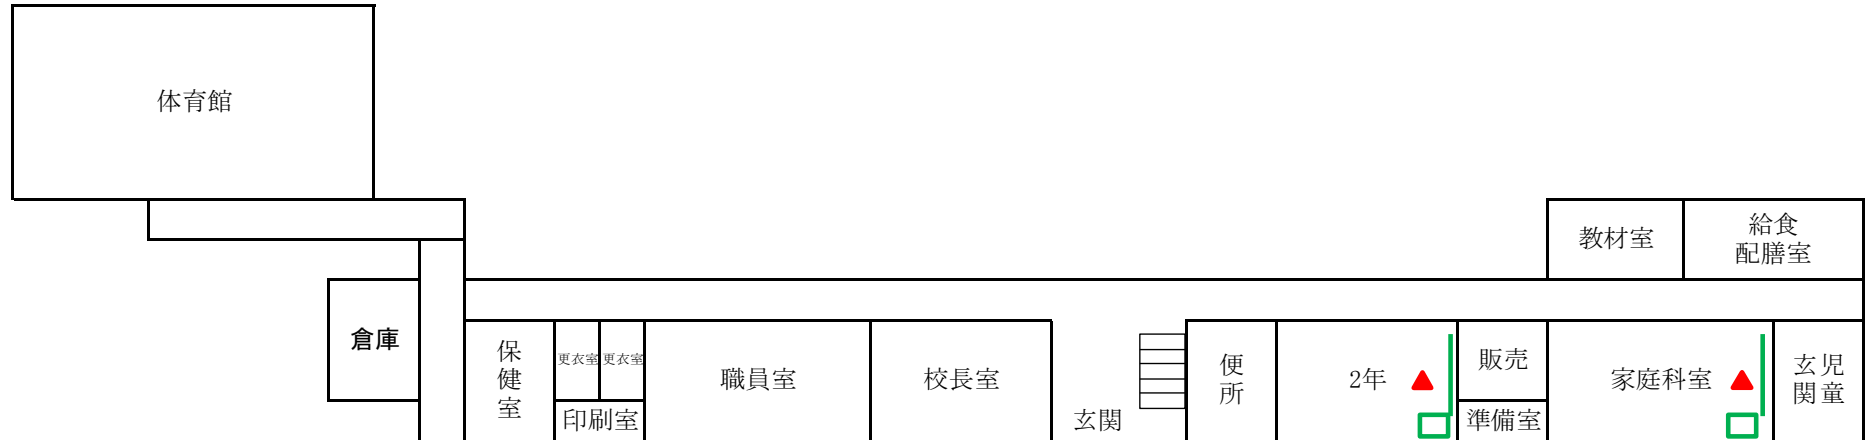 体育館
教材室
給食
配膳室
倉庫
保健室
更衣室
更衣室
印刷室
職員室
校長室
玄関
便所
2年
販売
準備室
家庭科室
児童
玄関